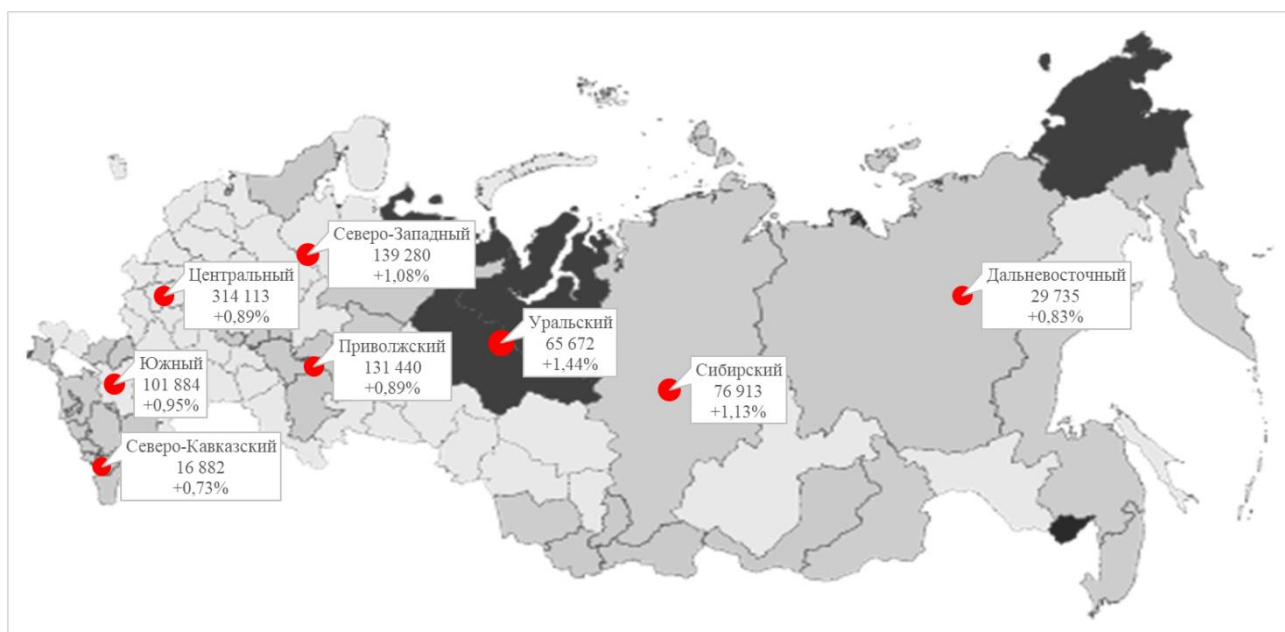 Северо-Западный
139 280
+1,08%
Центральный
314 113
+0,89%
Дальневосточный
29 735
+0,83%
Уральский
65 672
+1,44%
Приволжский
131 440
+0,89%
Южный
101 884
+0,95%
Сибирский
76 913
+1,13%
Северо-Кавказский
16 882
+0,73%